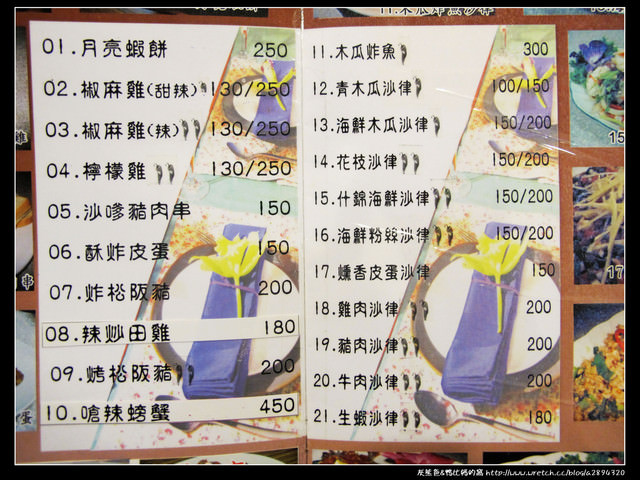 01.月亮蝦餅 250
02.椒麻雞(甜辣) 130/250
03.椒麻雞(辣) 130/250
04.檸檬雞 130/250
05.沙嗲豬肉串 150
06.酥炸皮蛋 150
07.炸松阪豬 200
08.辣炒田雞 180
09.烤松阪豬 200
10.嗆辣螃蟹 450
11.木瓜炸魚 300
12.青木瓜沙律 100/150
13.海鮮木瓜沙律 150/200
14.花枝沙律 150/200
15.什錦海鮮沙律 150/200
16.海鮮粉絲沙律 150/200
17.燻香皮蛋沙律 150
18.雞肉沙律 200
19.豬肉沙律 200
20.牛肉沙律 200
21.生蝦沙律 180
雞
串
蛋
15
17